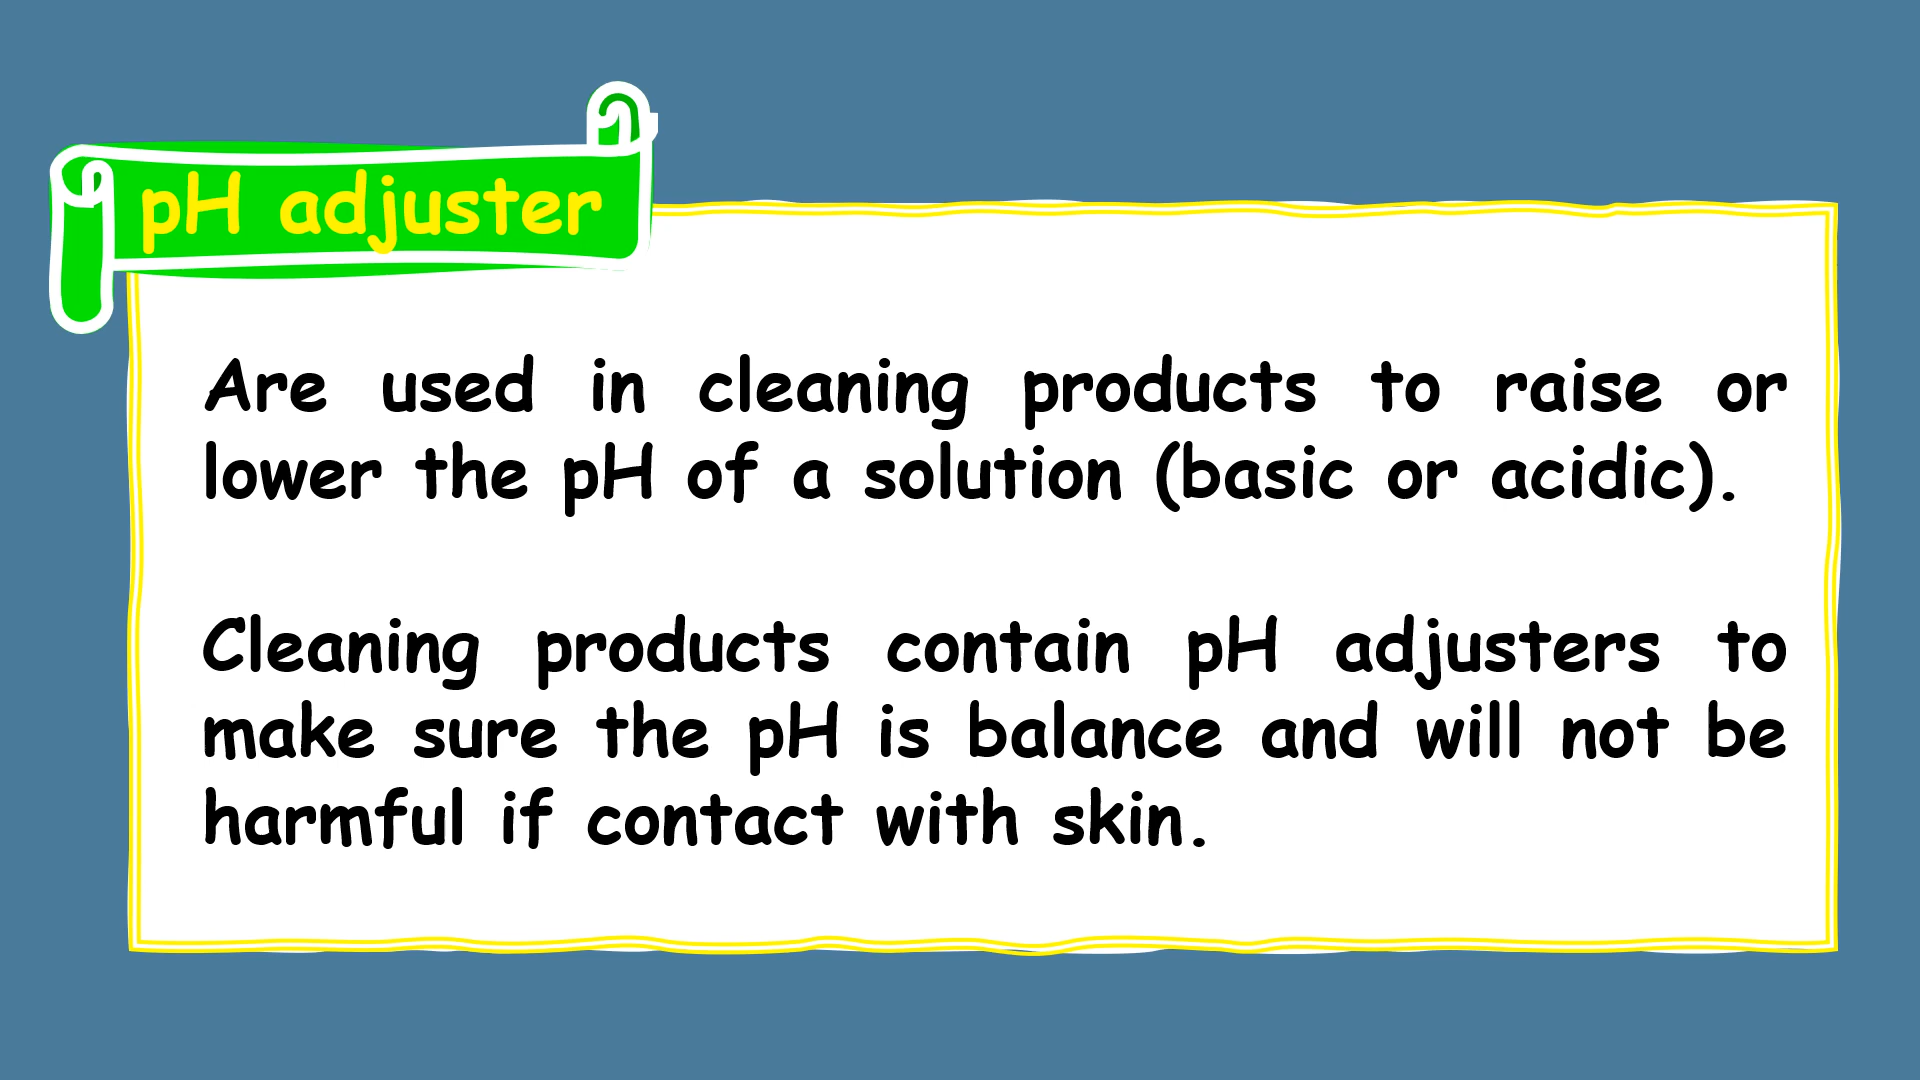 pH adjuster
Are used in cleaning products to raise or
lower the pH of a solution (basic or acidic).
Cleaning products contain pH adjusters to
make sure the pH is balance and will not be
harmful if contact with skin.